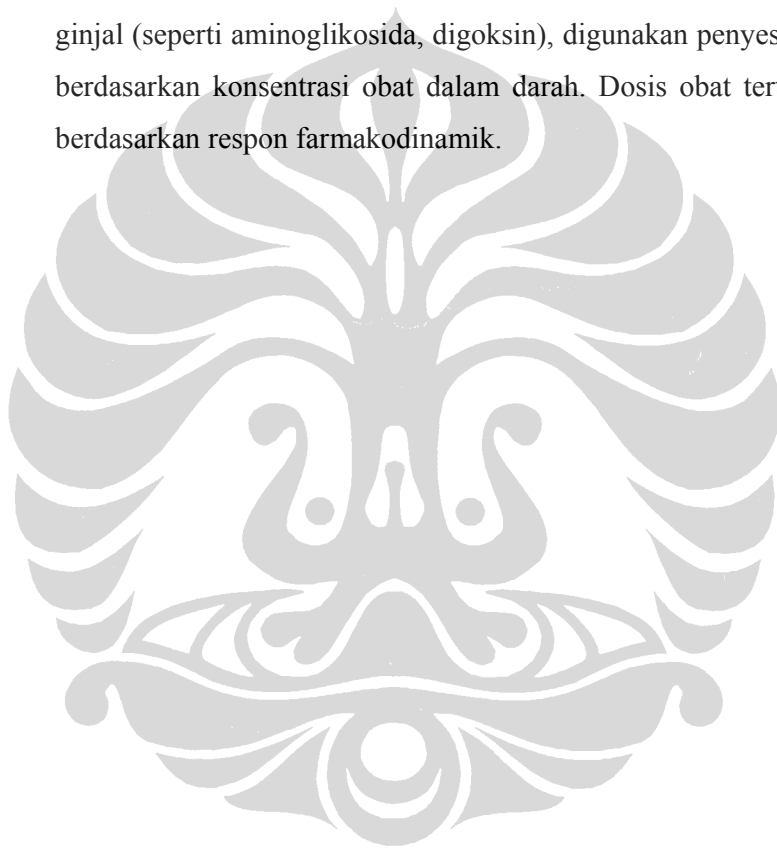 ginjal (seperti aminoglikosida, digoksin), digunakan penyes
berdasarkan konsentrasi obat dalam darah. Dosis obat ter
berdasarkan respon farmakodinamik.